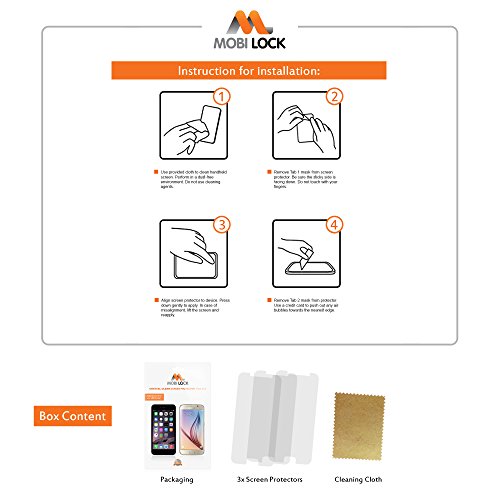 MOBI LOCK
Instruction for installation:
1
2
Use provided cloth to clean handheld
screen. Perform in a dust-free
environment. Do not use cleaning
agents.
Remove Tab 1 mask from screen
protector. Be sure the sticky side is
facing down. Do not touch with your
fingers.
3
4
Align screen protector to device. Press
down gently to apply. In case of
misalignment, lift the screen and
reapply.
Remove Tab 2 mask from protector.
Use a credit card to push out any air
bubbles towards the nearest edge.
Box Content
MOBI LOCK
Packaging
3x Screen Protectors
Cleaning Cloth